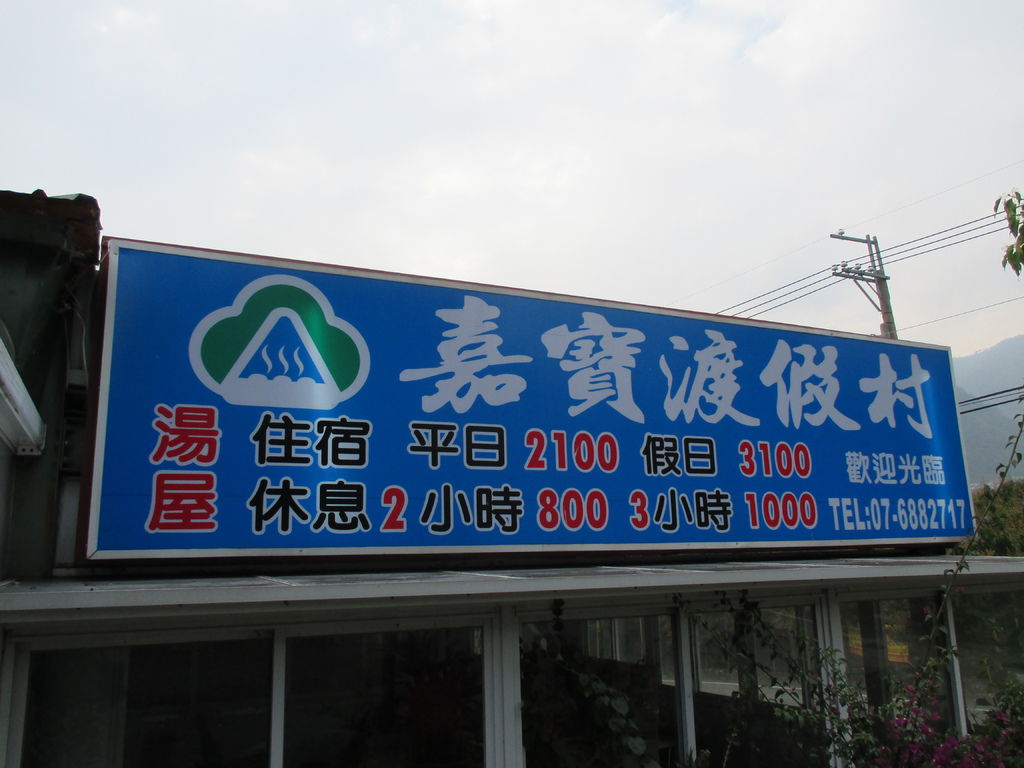 嘉寶渡假村
湯屋
住宿 平日 2100 假日 3100
休息 2 小時 800 3小時 1000
歡迎光臨
TEL:07-6882717